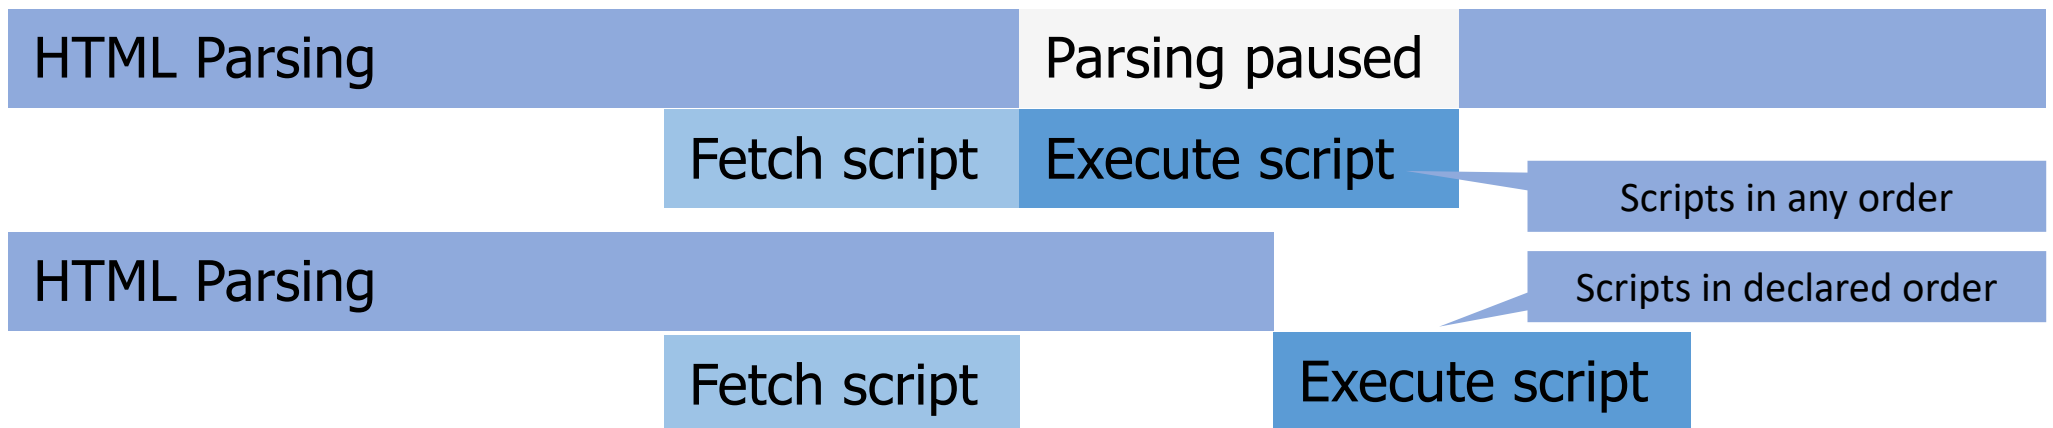 HTML Parsing
Parsing paused
Fetch script
Execute script
Scripts in any order
HTML Parsing
Scripts in declared order
Fetch script
Execute script